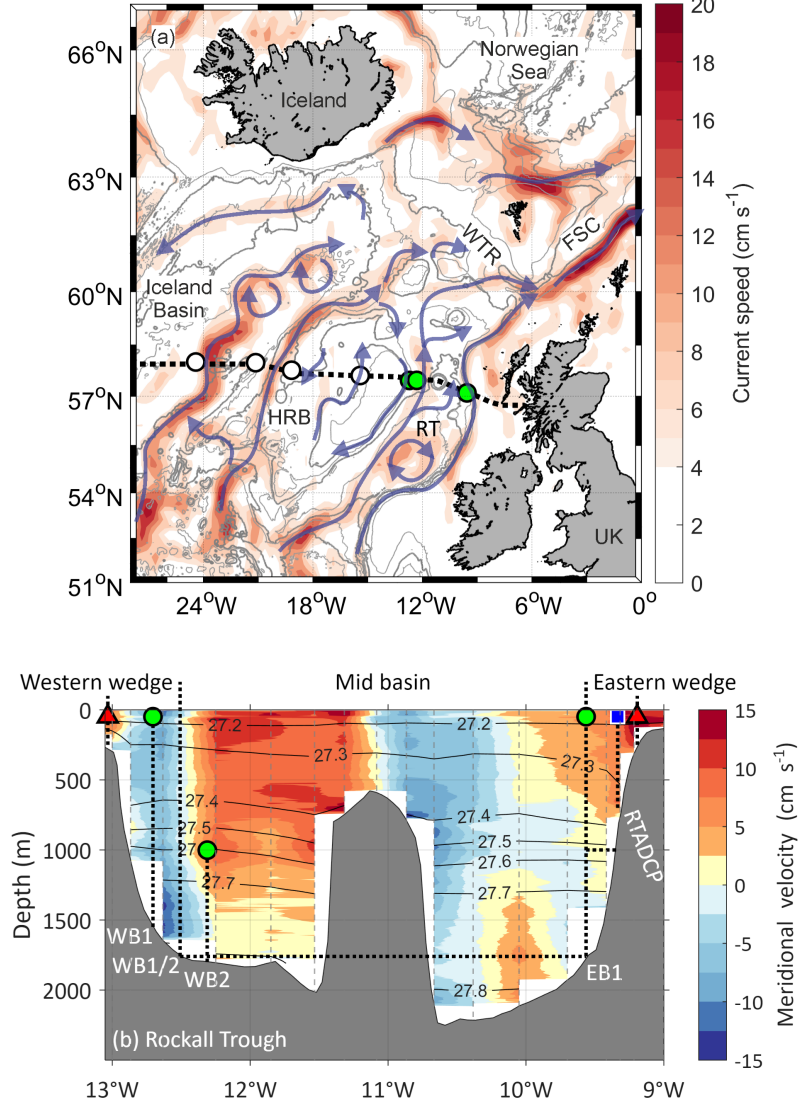 (a)
66°N
63°N
60°N
57°N
54°N
51°N
24°W
18°W
12°W
6°W
0°
Iceland
Norwegian
Sea
WTR
FSC
Iceland
Basin
HRB
RT
UK
20
18
16
14
12
10
8
6
4
2
0
Current speed (cm s⁻¹)
Western wedge
Mid basin
Eastern wedge
0
500
1000
1500
2000
Depth (m)
27.2
27.2
27.3
27.3
27.4
27.4
27.5
27.5
27.6
27.7
27.7
27.8
WB1
WB1/2
WB2
EB1
RTADCP
(b) Rockall Trough
13°W
12°W
11°W
10°W
9°W
15
10
5
0
-5
-10
-15
Meridional velocity (cm s⁻¹)